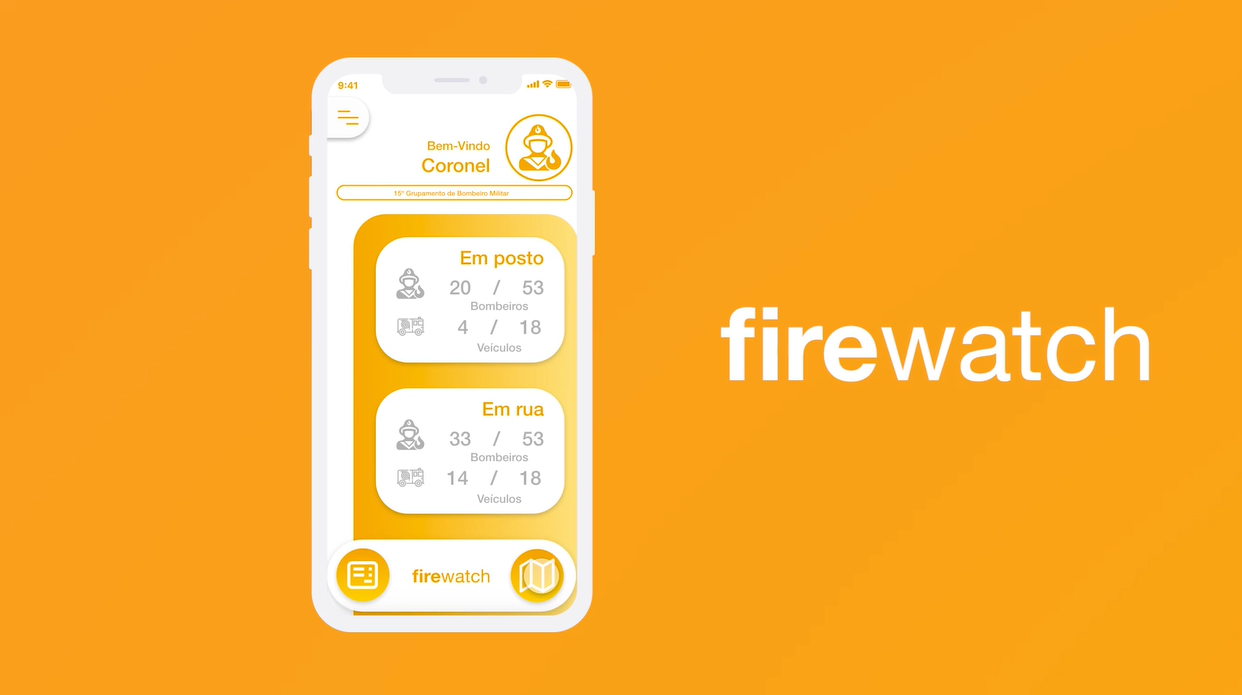 9:41
Bem-Vindo
Coronel
15º Grupamento de Bombeiro Militar
Em posto
20 / 53
Bombeiros
4 / 18
Veículos
Em rua
33 / 53
Bombeiros
14 / 18
Veículos
firewatch
firewatch